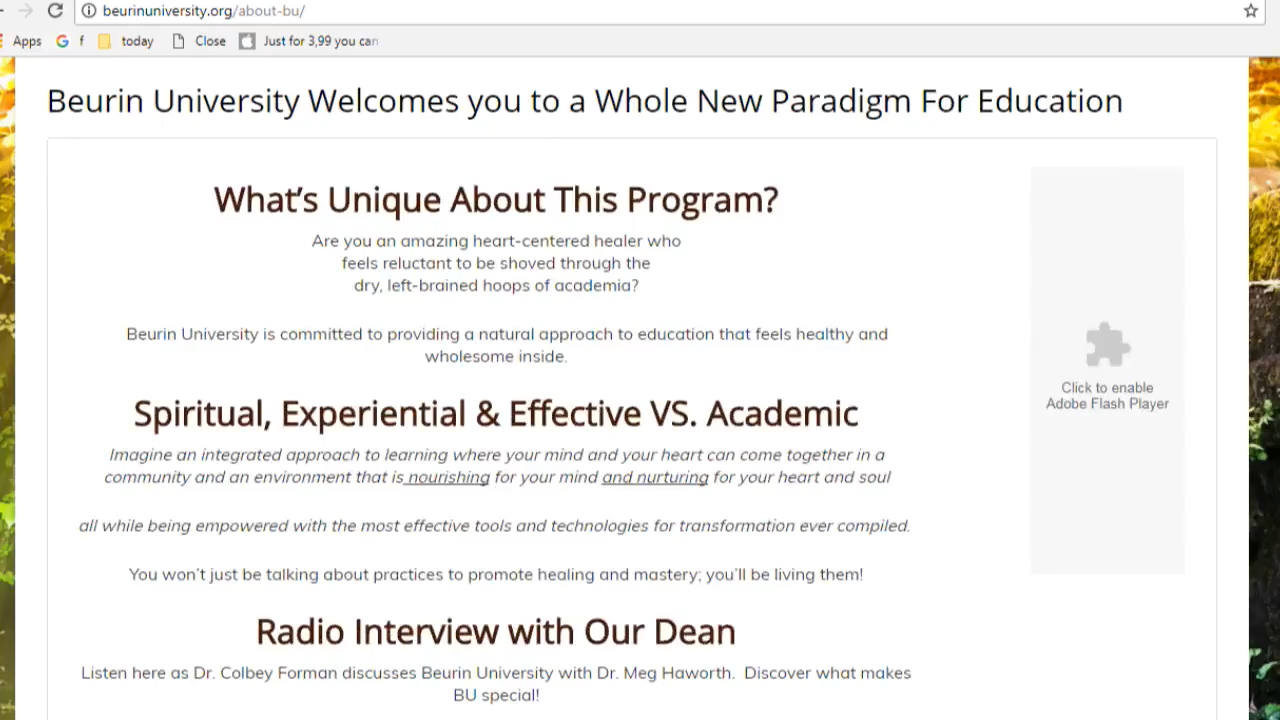 beurinuniversity.org/about-bu/
Apps f today Close Just for 3,99 you can
Beurin University Welcomes you to a Whole New Paradigm For Education
What's Unique About This Program?
Are you an amazing heart-centered healer who
feels reluctant to be shoved through the
dry, left-brained hoops of academia?
Beurin University is committed to providing a natural approach to education that feels healthy and
wholesome inside.
Spiritual, Experiential & Effective VS. Academic
Imagine an integrated approach to learning where your mind and your heart can come together in a
community and an environment that is nourishing for your mind and nurturing for your heart and soul
all while being empowered with the most effective tools and technologies for transformation ever compiled.
You won't just be talking about practices to promote healing and mastery; you'll be living them!
Radio Interview with Our Dean
Listen here as Dr. Colbey Forman discusses Beurin University with Dr. Meg Haworth. Discover what makes
BU special!
Click to enable
Adobe Flash Player